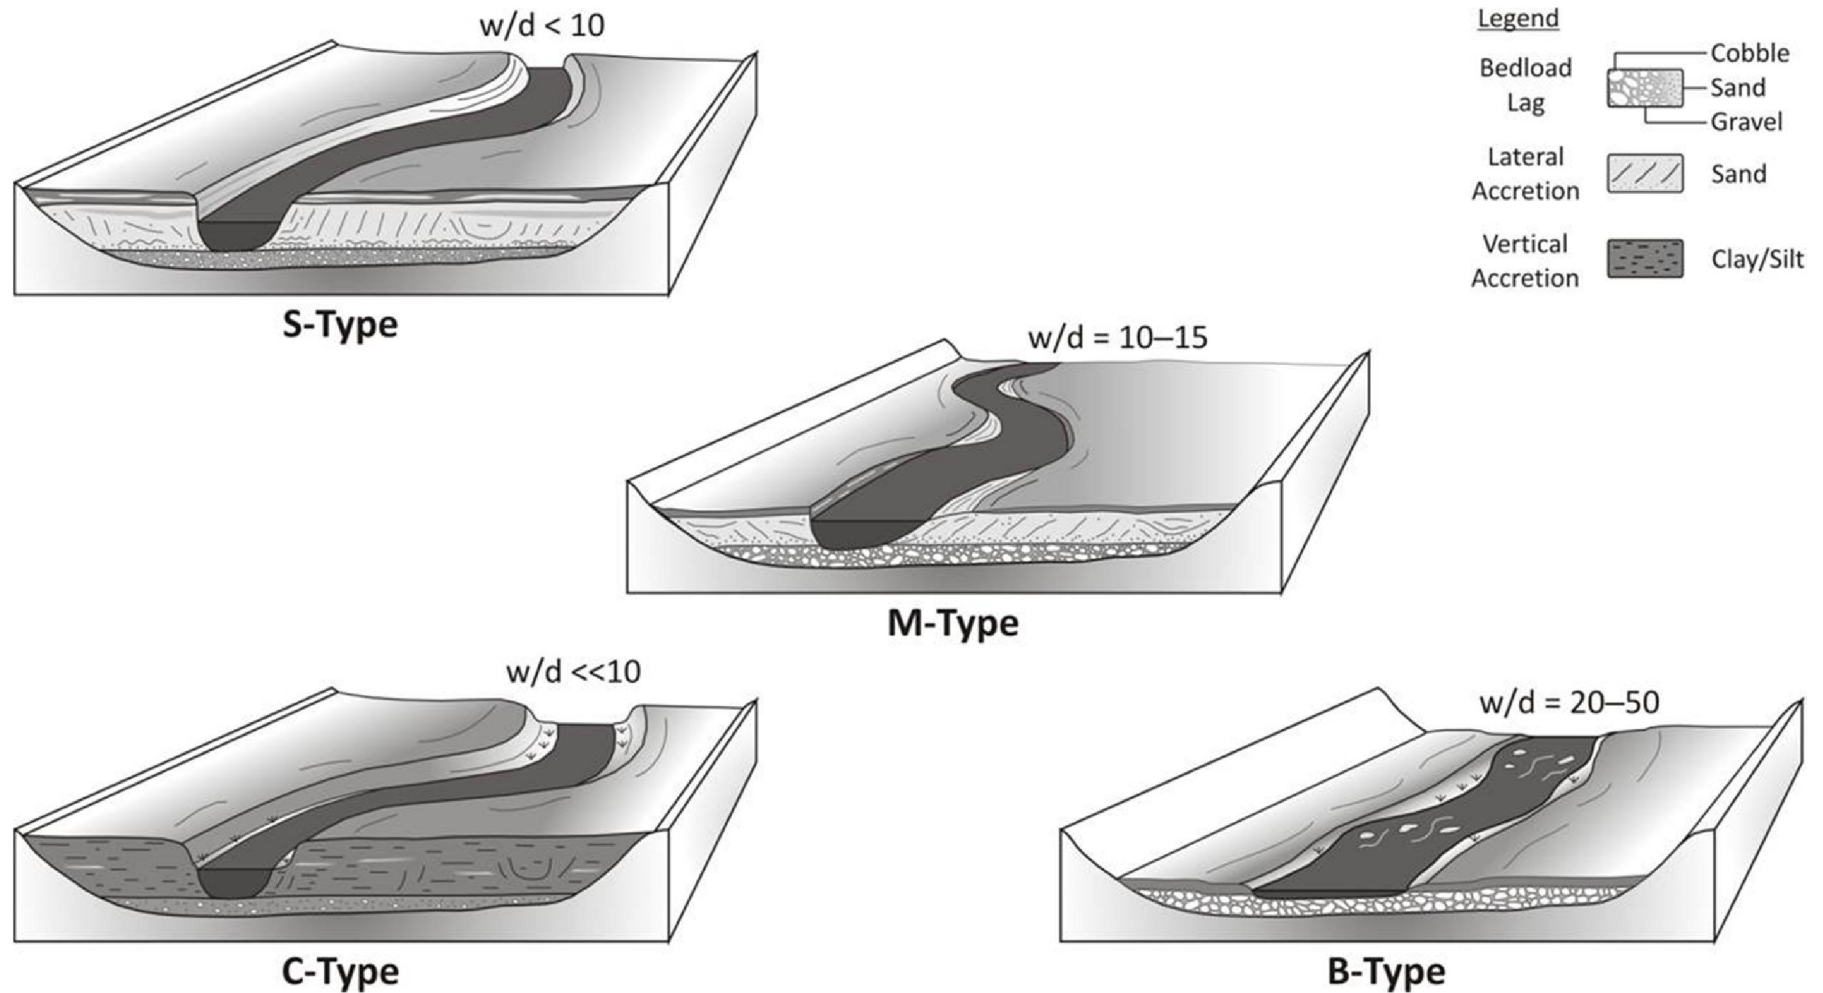 w/d < 10
S-Type
Legend
Bedload
Lag
Cobble
Sand
Gravel
Lateral
Accretion
Sand
Vertical
Accretion
Clay/Silt
w/d = 10–15
M-Type
w/d <<10
C-Type
w/d = 20–50
B-Type